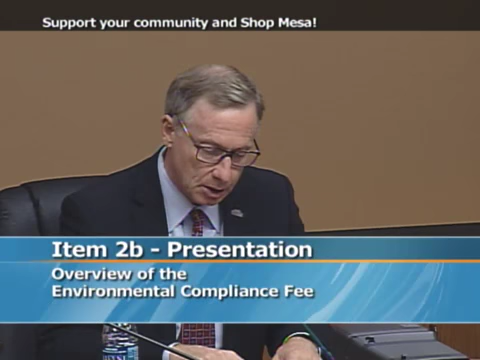 Support your community and Shop Mesa!
Item 2b - Presentation
Overview of the
Environmental Compliance Fee